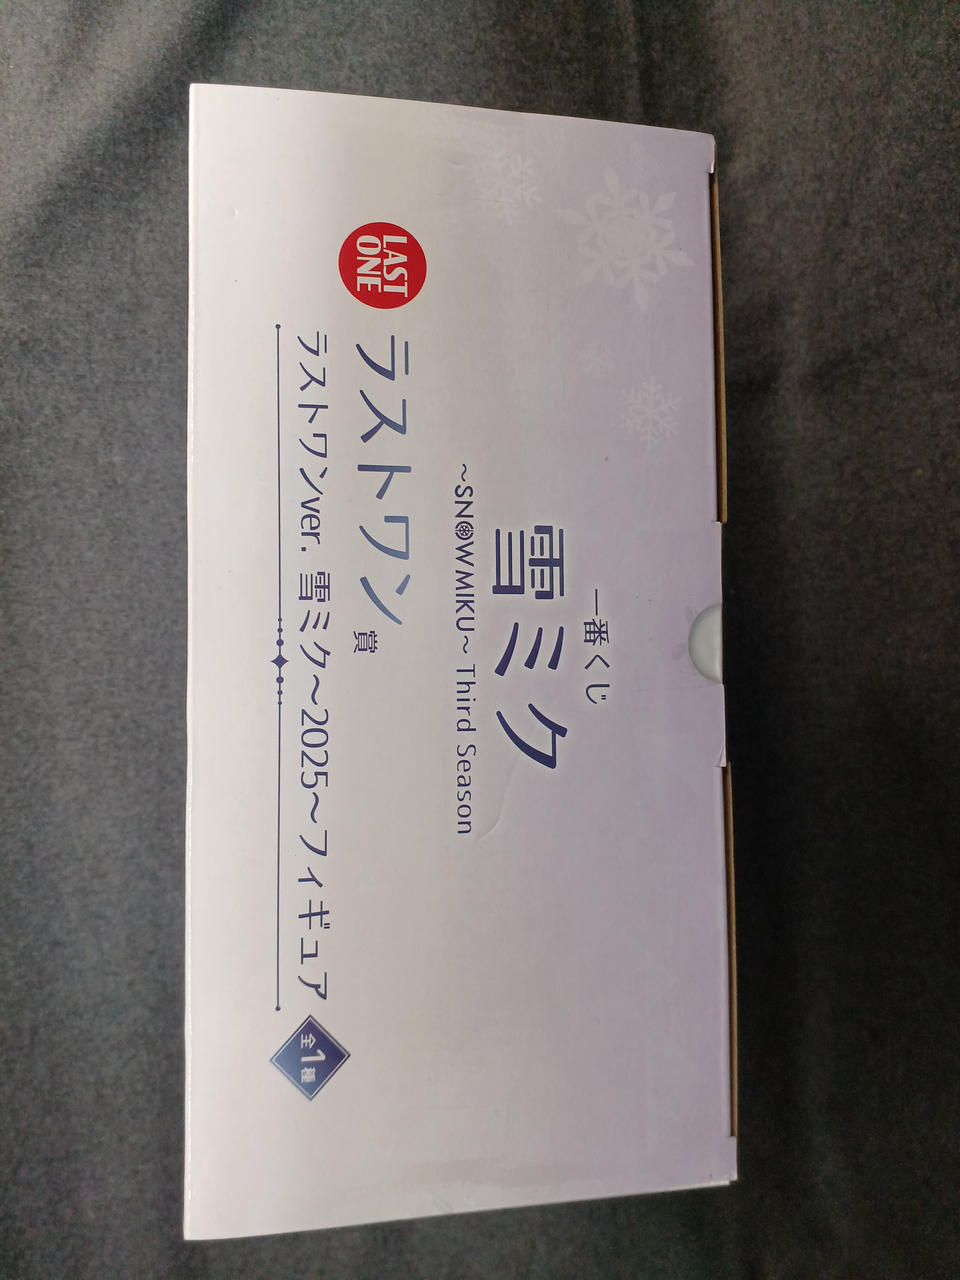 一番くじ
雪ミク
～SNOWMIKU～ Third Season
LAST
ONE
ラストワン賞
ラストワンver. 雪ミク～2025～フィギュア
全1種